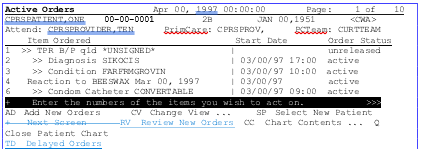 Active Orders Apr 00, 1997 00:00:00 Page: 1 of 10
CPRSPATIENT,ONE 00-00-0001 2B JAN 00,1951 <CWA>
Attend: CPRSPROVIDER,TEN PrimCare: CPRSPROV, PCTeam: CURTTEAM
Item Ordered Start Date Order Status
1 >> TPR B/P qld *UNSIGNED* | unreleased
2 >> Diagnosis SIKOCIS | 03/00/97 17:00 active
3 >> Condition FARFRMGROVIN | 03/00/97 10:00 active
4 Reaction to BEESWAX Mar 00, 1997 | 03/00/97 active
6 >> Condom Catheter CONVERTABLE | 03/00/97 09:00 active
+ Enter the numbers of the items you wish to act on. >>>
AD Add New Orders CV Change View ... SP Select New Patient
+ Next Screen RV Review New Orders CC Chart Contents ... Q
Close Patient Chart
TD Delayed Orders